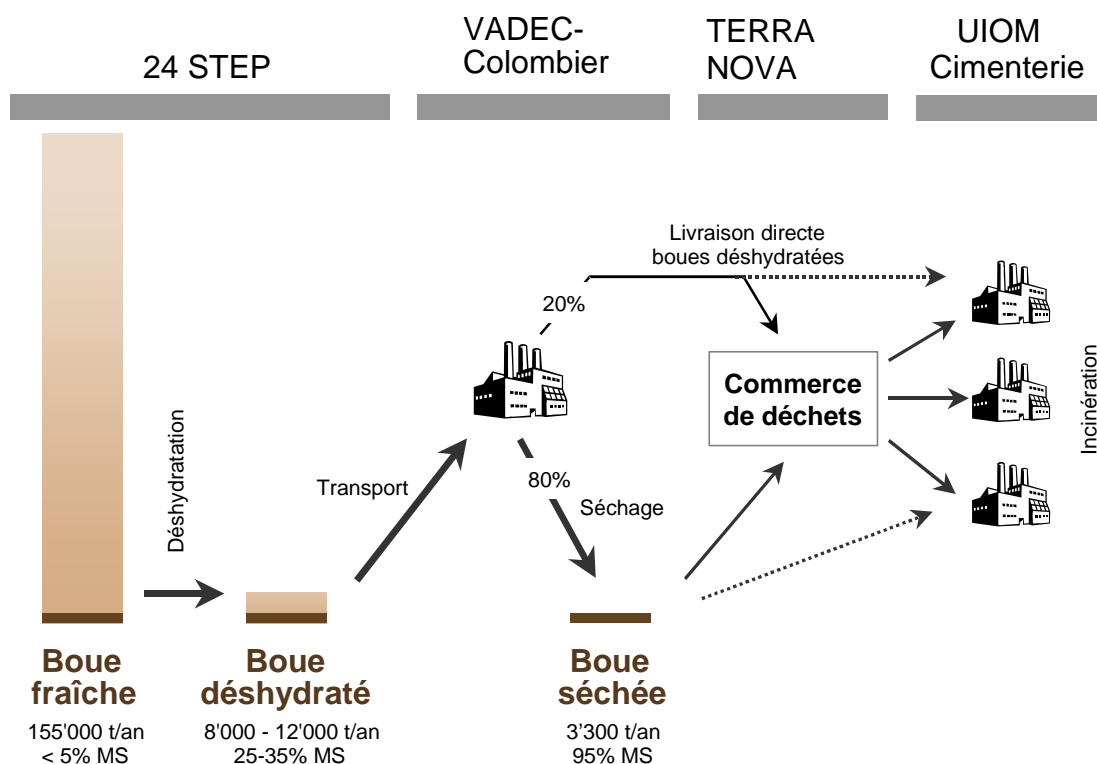 24 STEP
VADEC-
Colombier
TERRA
NOVA
UIOM
Cimenterie
Livraison directe
boues déshydratées
20%
Commerce
de déchets
Incinération
Déshydratation
Transport
80%
Séchage
Boue
fraîche
155'000 t/an
< 5% MS
Boue
déshydraté
8'000 - 12'000 t/an
25-35% MS
Boue
séchée
3’300 t/an
95% MS